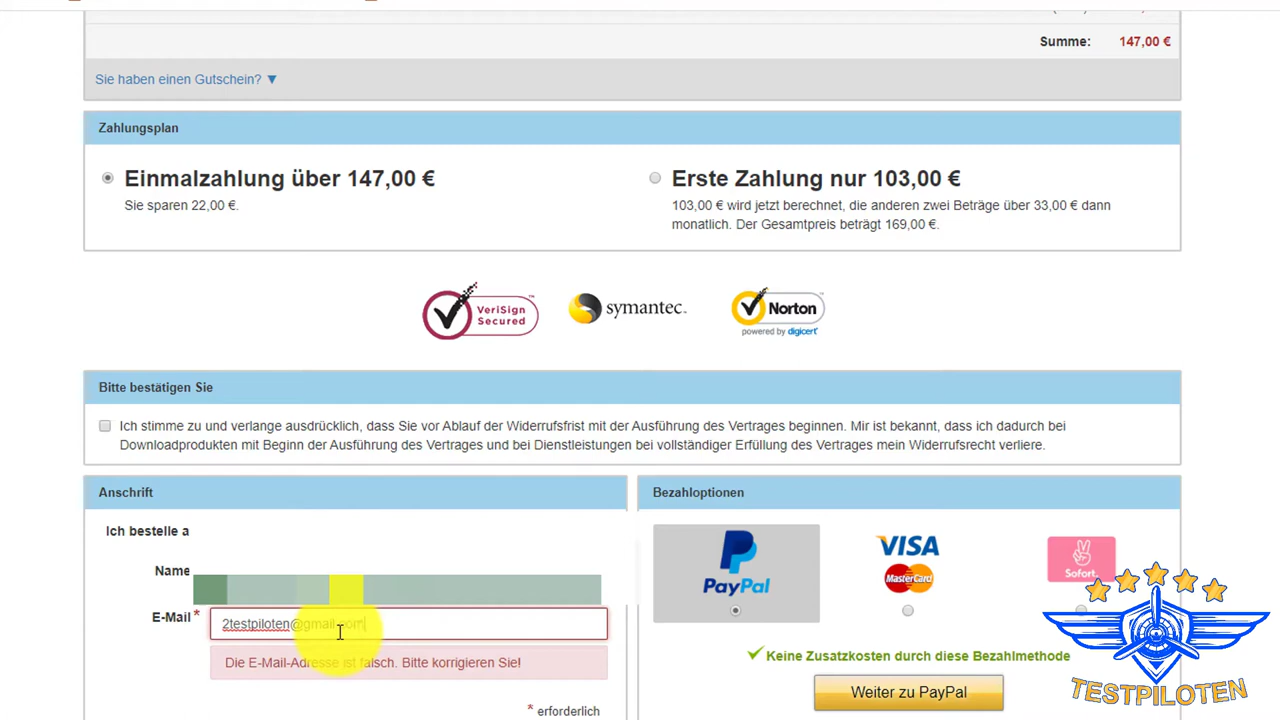 Summe: 147,00 €
Sie haben einen Gutschein? ▼
Zahlungsplan
Einmalzahlung über 147,00 €
Sie sparen 22,00 €.
Erste Zahlung nur 103,00 €
103,00 € wird jetzt berechnet, die anderen zwei Beträge über 33,00 € dann
monatlich. Der Gesamtpreis beträgt 169,00 €.
VeriSign
Secured
symantec.
Norton
powered by digicert
Bitte bestätigen Sie
Ich stimme zu und verlange ausdrücklich, dass Sie vor Ablauf der Widerrufsfrist mit der Ausführung des Vertrages beginnen. Mir ist bekannt, dass ich dadurch bei
Downloadprodukten mit Beginn der Ausführung des Vertrages und bei Dienstleistungen bei vollständiger Erfüllung des Vertrages mein Widerrufsrecht verliere.
Anschrift
Ich bestelle a
Name
E-Mail *
2testpiloten@gmail.com
Die E-Mail-Adresse ist falsch. Bitte korrigieren Sie!
* erforderlich
Bezahloptionen
PayPal
VISA
MasterCard
Sofort.
Keine Zusatzkosten durch diese Bezahlmethode
Weiter zu PayPal
TESTPILOTEN